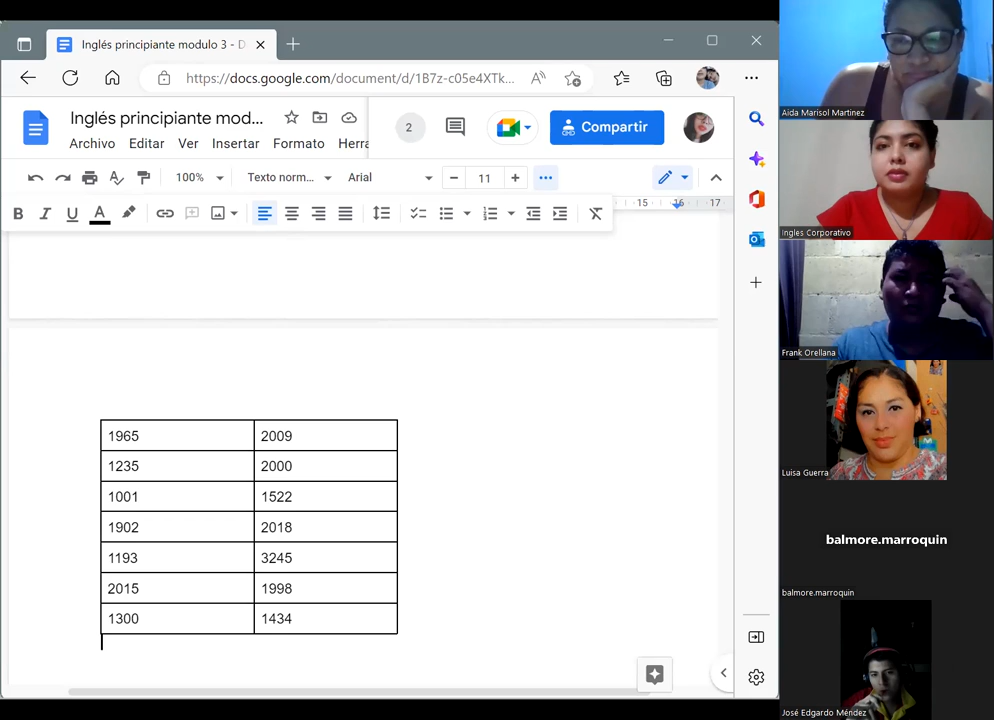 Inglés principiante modulo 3 - D
https://docs.google.com/document/d/1B7z-c05e4XTk...
Inglés principiante mod...
2
Compartir
Archivo Editar Ver Insertar Formato Herra
100% Texto norm... Arial 11
15 16 17
1965 2009
1235 2000
1001 1522
1902 2018
1193 3245
2015 1998
1300 1434
Aída Marisol Martinez
Ingles Corporativo
Frank Orellana
Luisa Guerra
balmore.marroquin
balmore.marroquin
José Edgardo Méndez